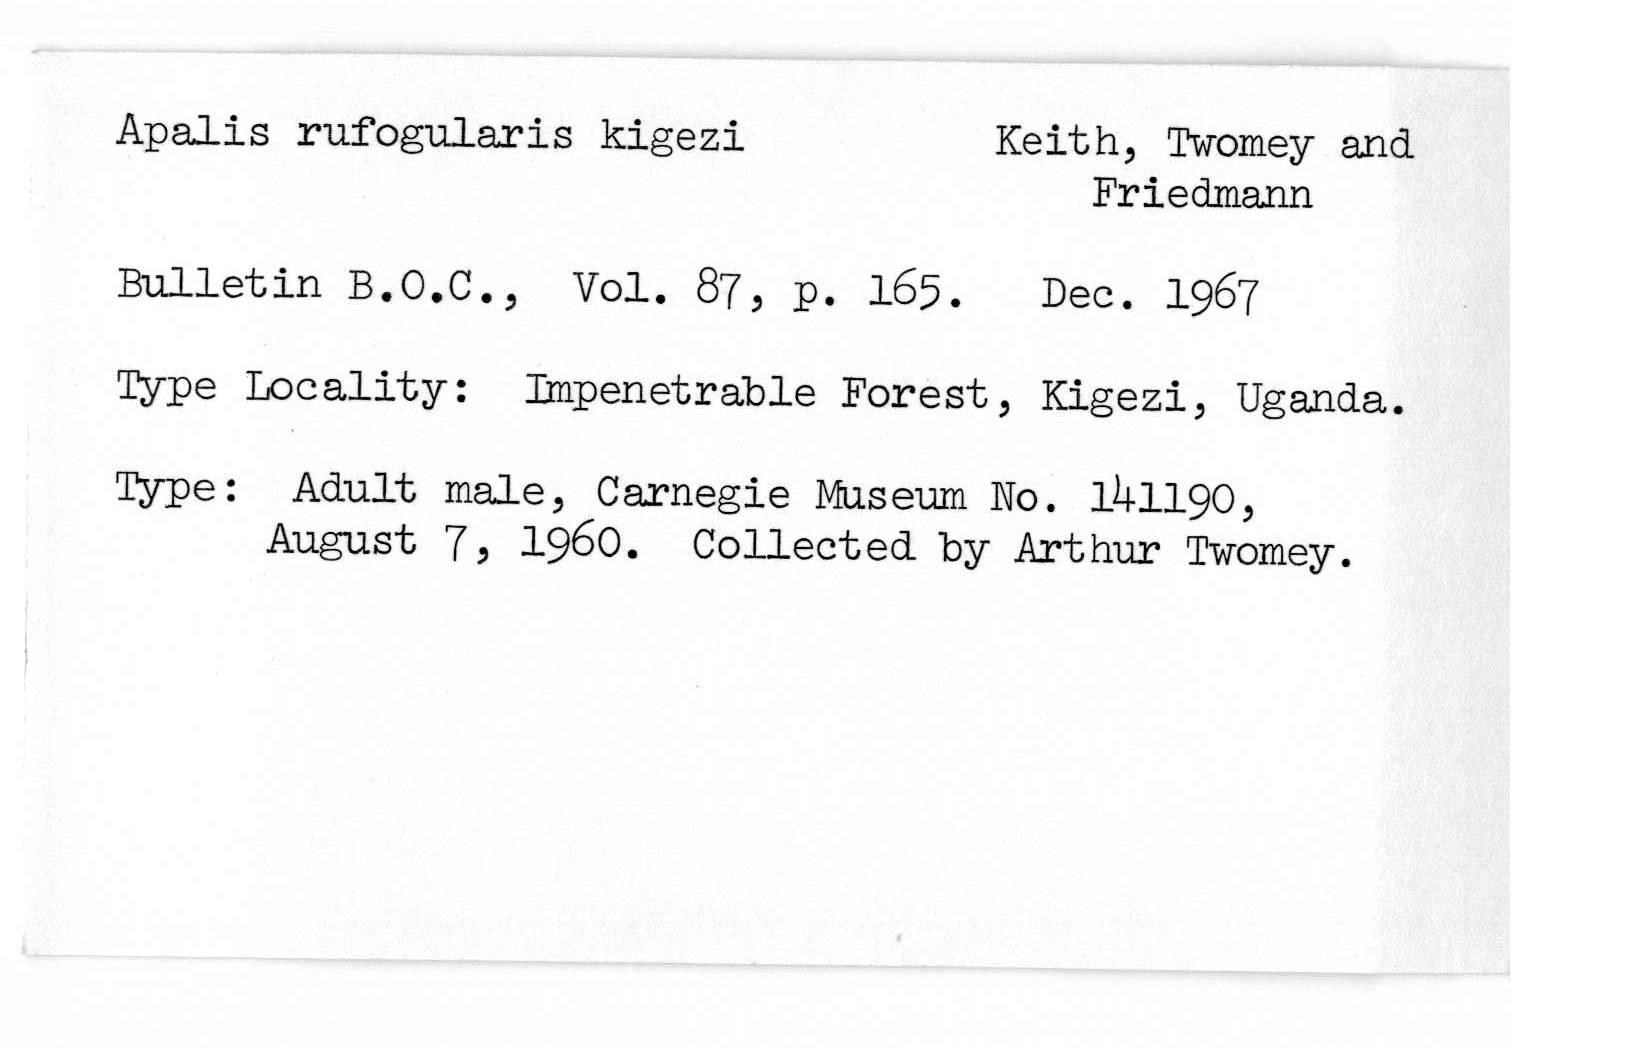 Apalis rufogularis kigezi Keith, Twomey and
Friedmann
Bulletin B.O.C., Vol. 87, p. 165. Dec. 1967
Type Locality: Impenetrable Forest, Kigezi, Uganda.
Type: Adult male, Carnegie Museum No. 141190,
August 7, 1960. Collected by Arthur Twomey.